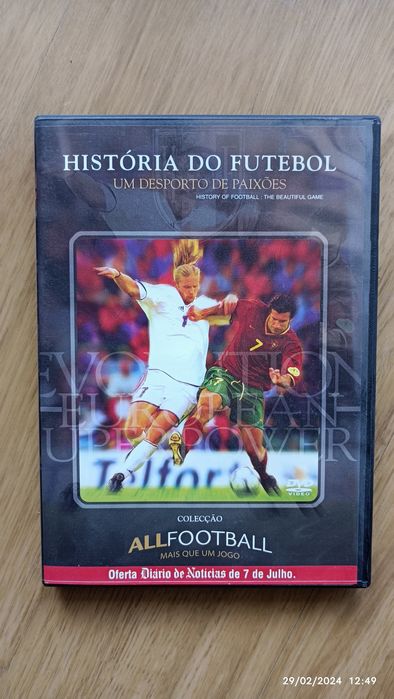 HISTÓRIA DO FUTEBOL
UM DESPORTO DE PAIXÕES
HISTORY OF FOOTBALL : THE BEAUTIFUL GAME
7
EVOLUTION
EUROPEAN
SUPERPOWER
Telfort
DVD
VIDEO
COLECÇÃO
ALLFOOTBALL
MAIS QUE UM JOGO
Oferta Diário de Notícias de 7 de Julho.
29/02/2024 12:49